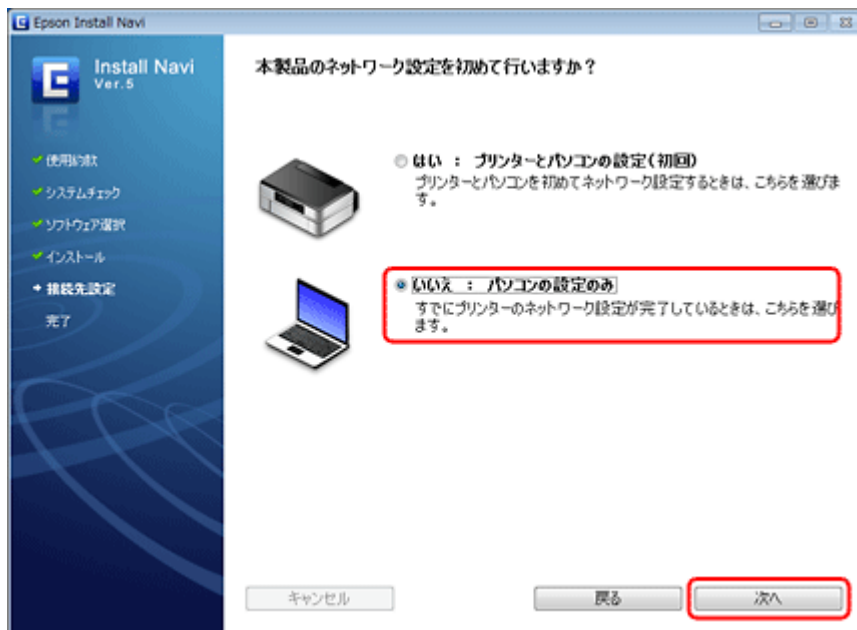 Epson Install Navi
Install Navi
Ver.5
使用約款
システムチェック
ソフトウェア選択
インストール
接続先設定
完了
本製品のネットワーク設定を初めて行いますか？
はい ： プリンターとパソコンの設定（初回）
プリンターとパソコンを初めてネットワーク設定するときは、こちらを選びま
す。
いいえ ： パソコンの設定のみ
すでにプリンターのネットワーク設定が完了しているときは、こちらを選び
ます。
キャンセル
戻る
次へ